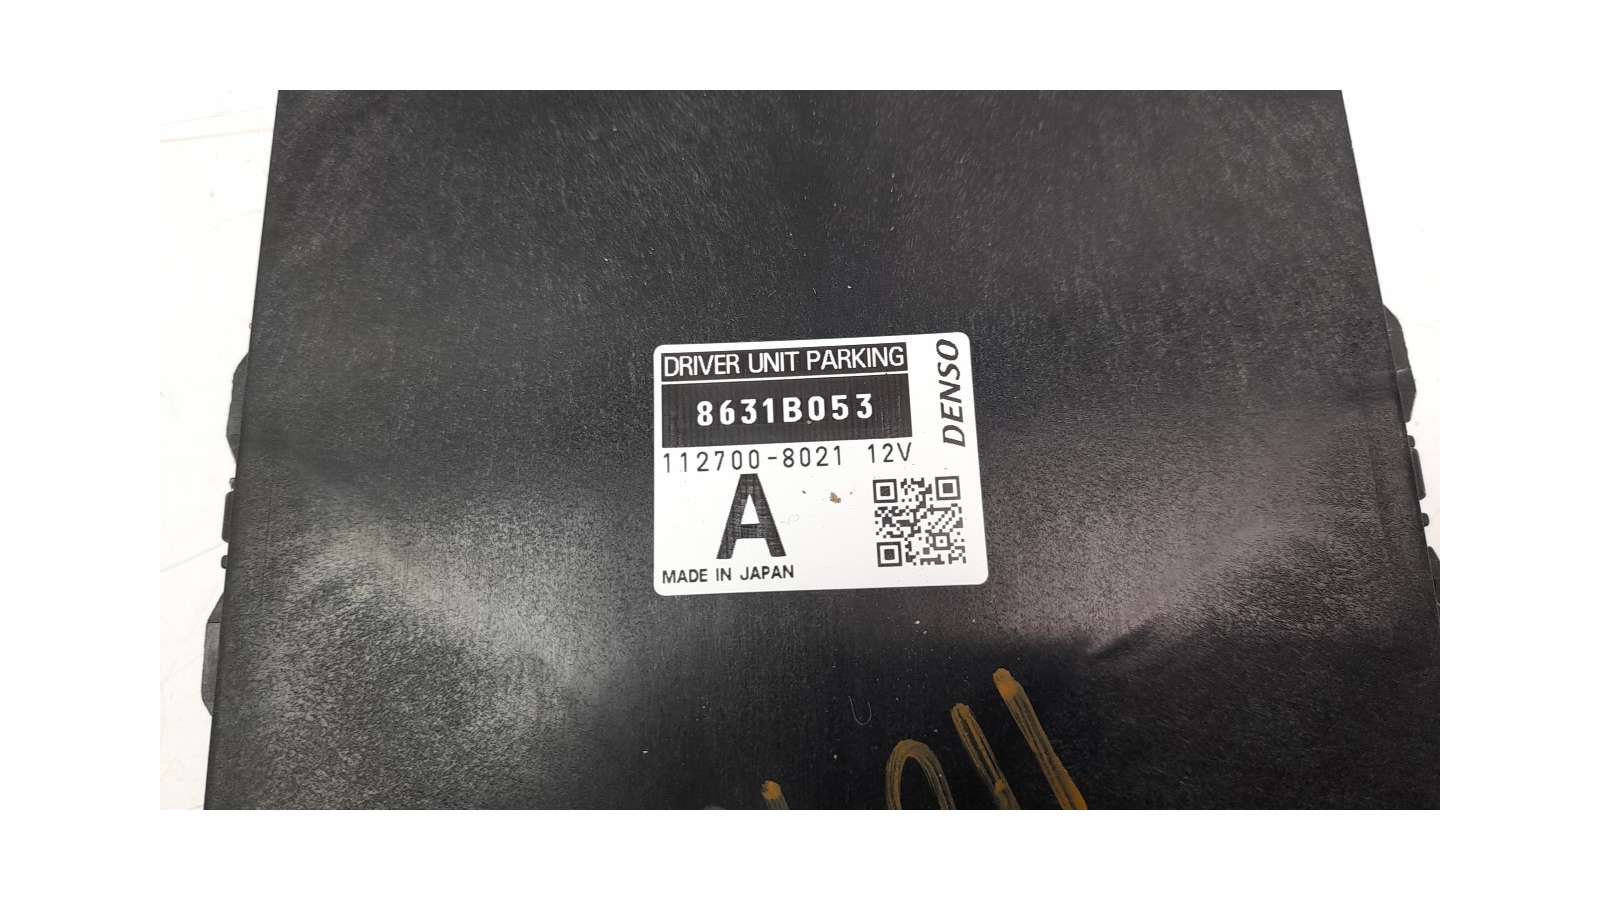 DRIVER UNIT PARKING
8631B053
112700-8021 12V
A
MADE IN JAPAN
DENSO